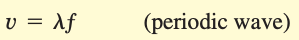 v = λf (periodic wave)